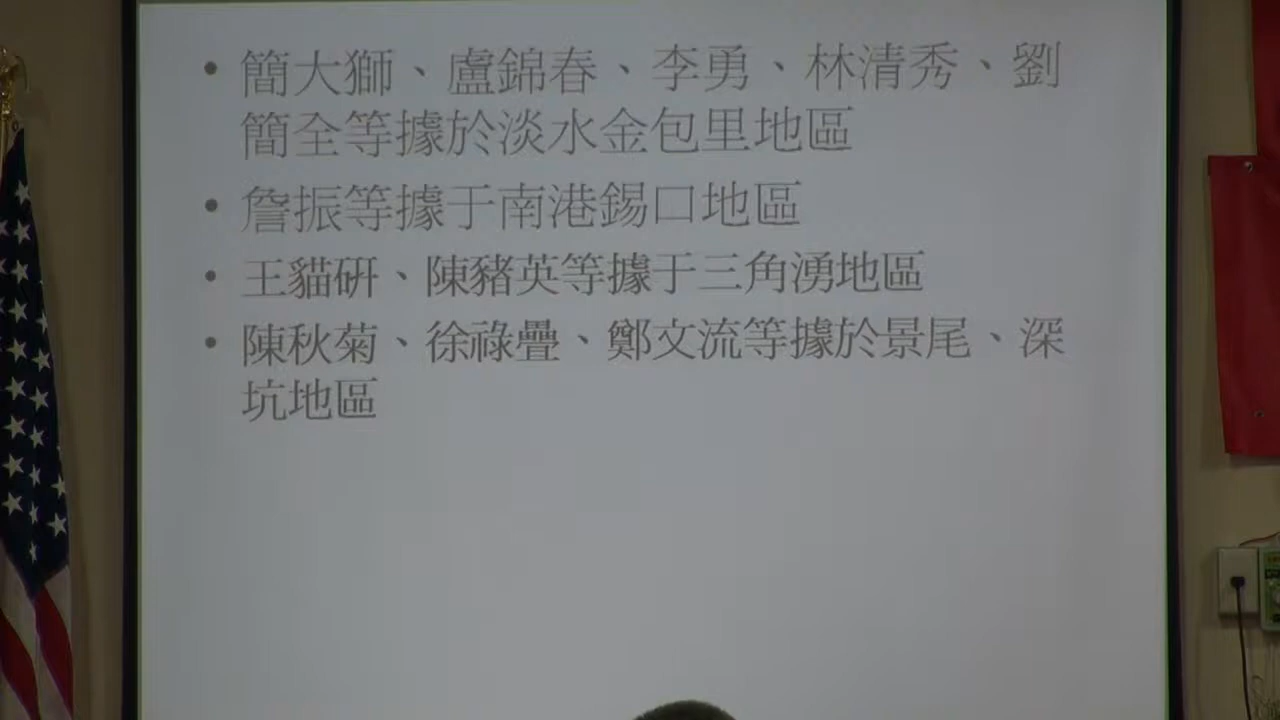 • 簡大獅、盧錦春、李勇、林清秀、劉
簡全等據於淡水金包里地區
• 詹振等據于南港錫口地區
• 王貓研、陳豬英等據于三角湧地區
• 陳秋菊、徐祿疊、鄭文流等據於景尾、深
坑地區